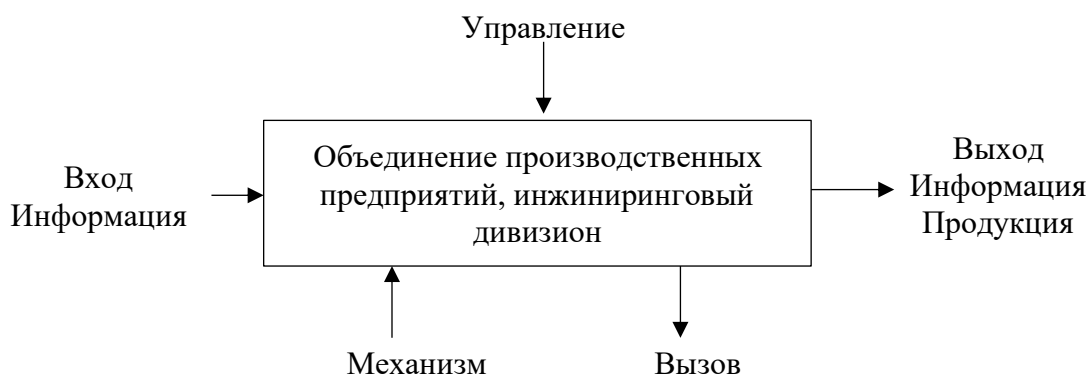 Управление
Вход
Информация
Объединение производственных
предприятий, инжиниринговый
дивизион
Выход
Информация
Продукция
Механизм
Вызов